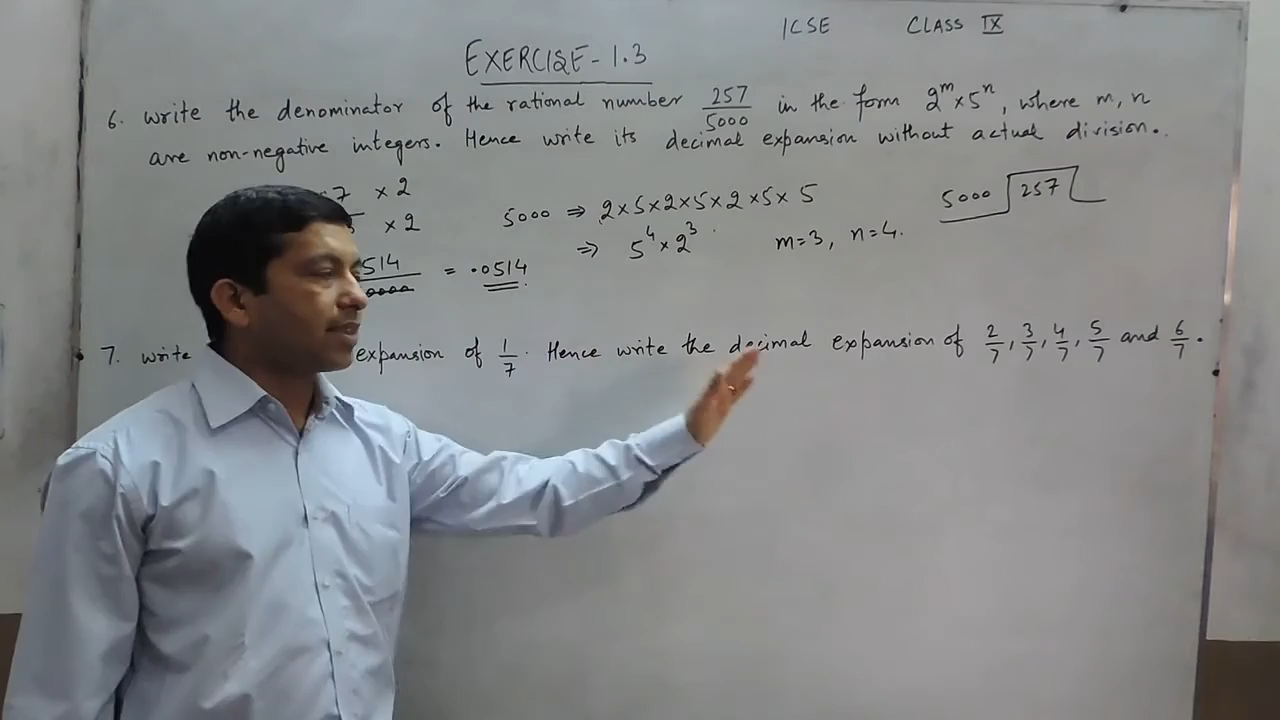 ICSE CLASS IX
EXERCISE - 1.3
6. write the denominator of the rational number 257/5000 in the form 2^m × 5^n, where m, n
are non-negative integers. Hence write its decimal expansion without actual division.
7 × 2
× 2
5000 ⇒ 2×5×2×5×2×5×5
5000 ) 257 (
⇒ 5^4 × 2^3 m=3, n=4.
514 = .0514
7. write expansion of 1/7. Hence write the decimal expansion of 2/7, 3/7, 4/7, 5/7 and 6/7.